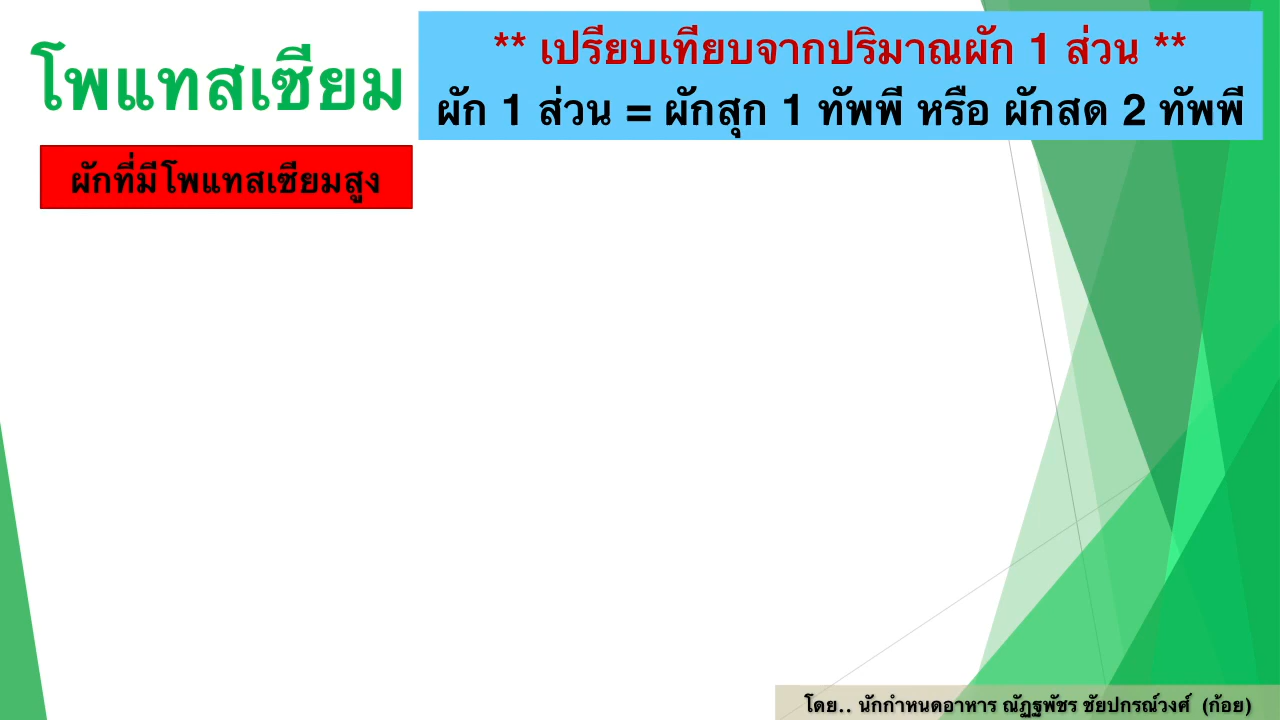 โพแทสเซียม
** เปรียบเทียบจากปริมาณผัก 1 ส่วน **
ผัก 1 ส่วน = ผักสุก 1 ทัพพี หรือ ผักสด 2 ทัพพี
ผักที่มีโพแทสเซียมสูง
โดย.. นักกำหนดอาหาร ณัฏฐพัชร ชัยปกรณ์วงศ์ (ก้อย)